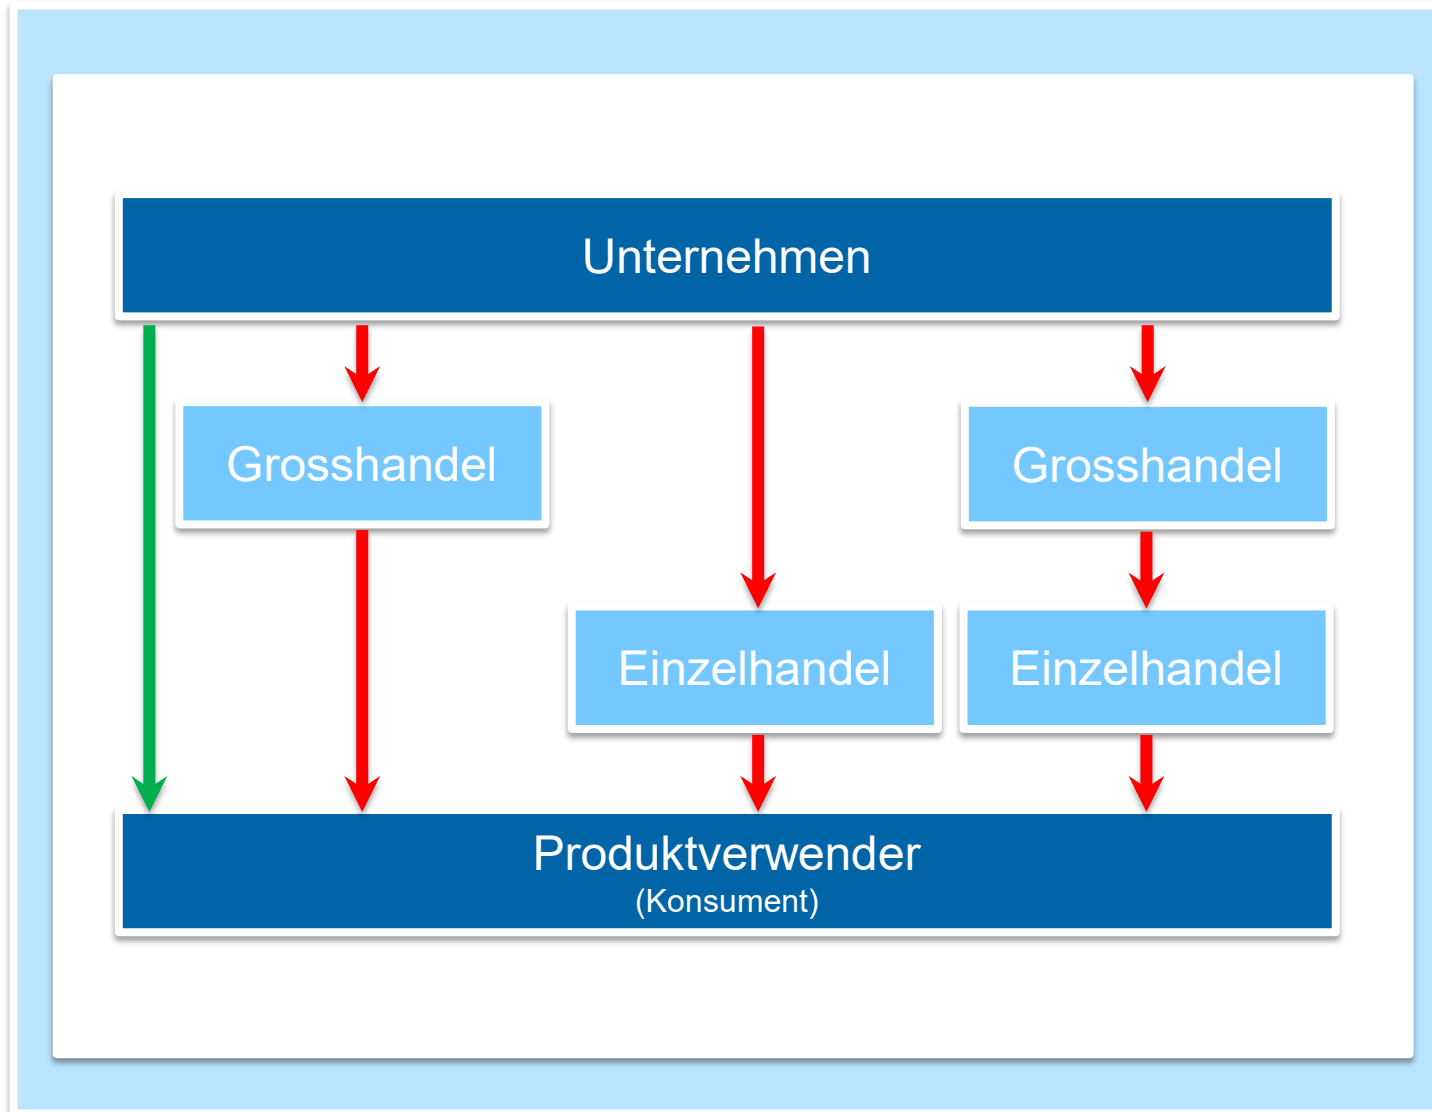 Unternehmen
Grosshandel
Grosshandel
Einzelhandel
Einzelhandel
Produktverwender
(Konsument)